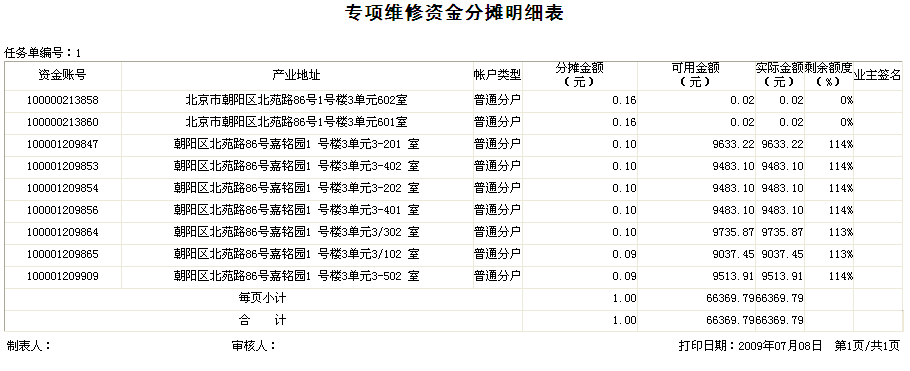 专项维修资金分摊明细表
任务单编号：1
资金账号 产业地址 帐户类型 分摊金额（元） 可用金额（元） 实际金额（元） 剩余额度（%） 业主签名
100000213858 北京市朝阳区北苑路86号1号楼3单元602室 普通分户 0.16 0.02 0.02 0%
100000213860 北京市朝阳区北苑路86号1号楼3单元601室 普通分户 0.16 0.02 0.02 0%
100001209847 朝阳区北苑路86号嘉铭园1 号楼3单元3-201 室 普通分户 0.10 9633.22 9633.22 114%
100001209853 朝阳区北苑路86号嘉铭园1 号楼3单元3-402 室 普通分户 0.10 9483.10 9483.10 114%
100001209854 朝阳区北苑路86号嘉铭园1 号楼3单元3-202 室 普通分户 0.10 9483.10 9483.10 114%
100001209856 朝阳区北苑路86号嘉铭园1 号楼3单元3-401 室 普通分户 0.10 9483.10 9483.10 114%
100001209864 朝阳区北苑路86号嘉铭园1 号楼3单元3/302 室 普通分户 0.10 9735.87 9735.87 113%
100001209865 朝阳区北苑路86号嘉铭园1 号楼3单元3/102 室 普通分户 0.09 9037.45 9037.45 113%
100001209909 朝阳区北苑路86号嘉铭园1 号楼3单元3-502 室 普通分户 0.09 9513.91 9513.91 114%
每页小计 1.00 66369.79 66369.79
合 计 1.00 66369.79 66369.79
制表人： 审核人： 打印日期：2009年07月08日 第1页/共1页